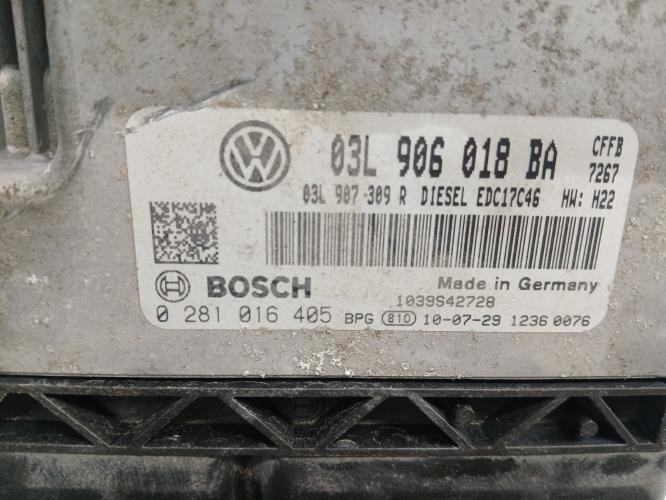 03L 906 018 BA CFFB
7267
03L 907 309 R DIESEL EDC17C46 HW: H22
BOSCH Made in Germany
1039S42728
0 281 016 405 BPG 810 10-07-29 1236 0076